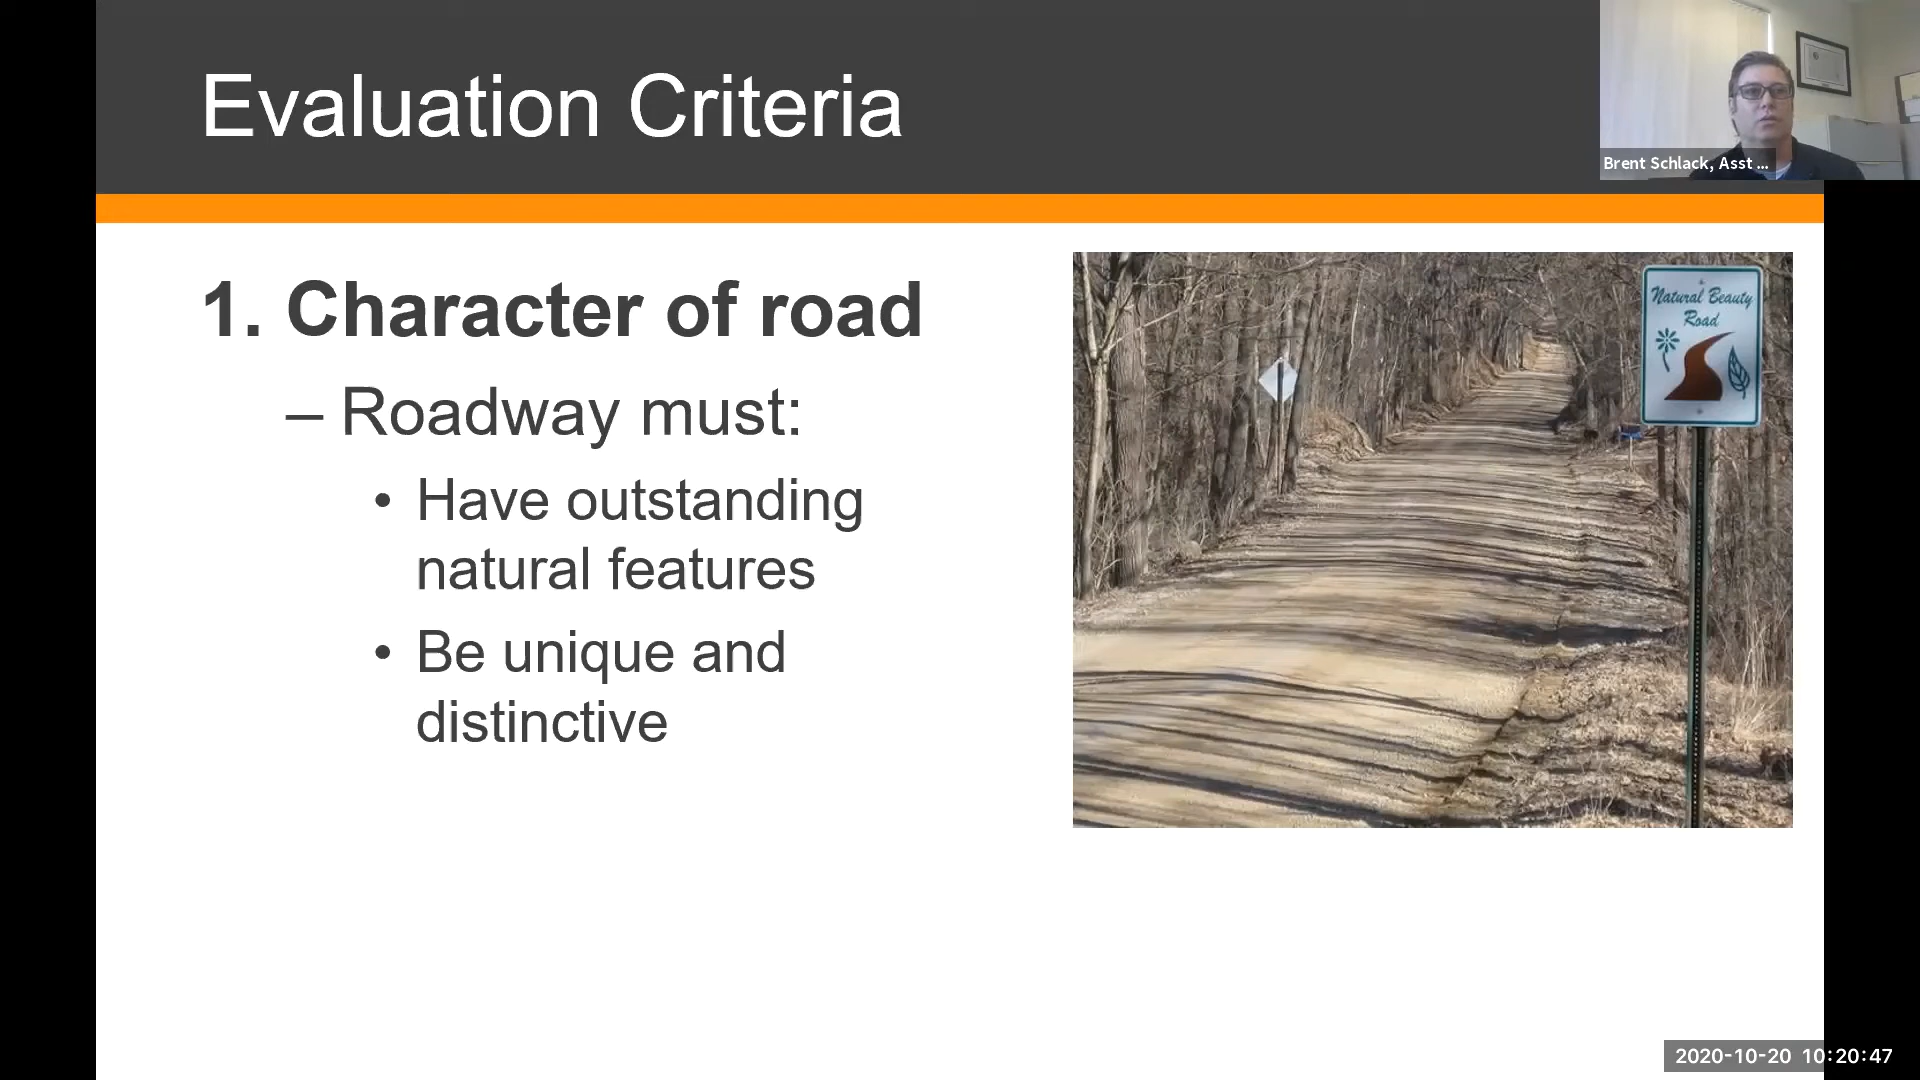 Evaluation Criteria
Brent Schlack, Asst ...
1. Character of road
– Roadway must:
• Have outstanding
natural features
• Be unique and
distinctive
Natural Beauty
Road
2020-10-20 10:20:47